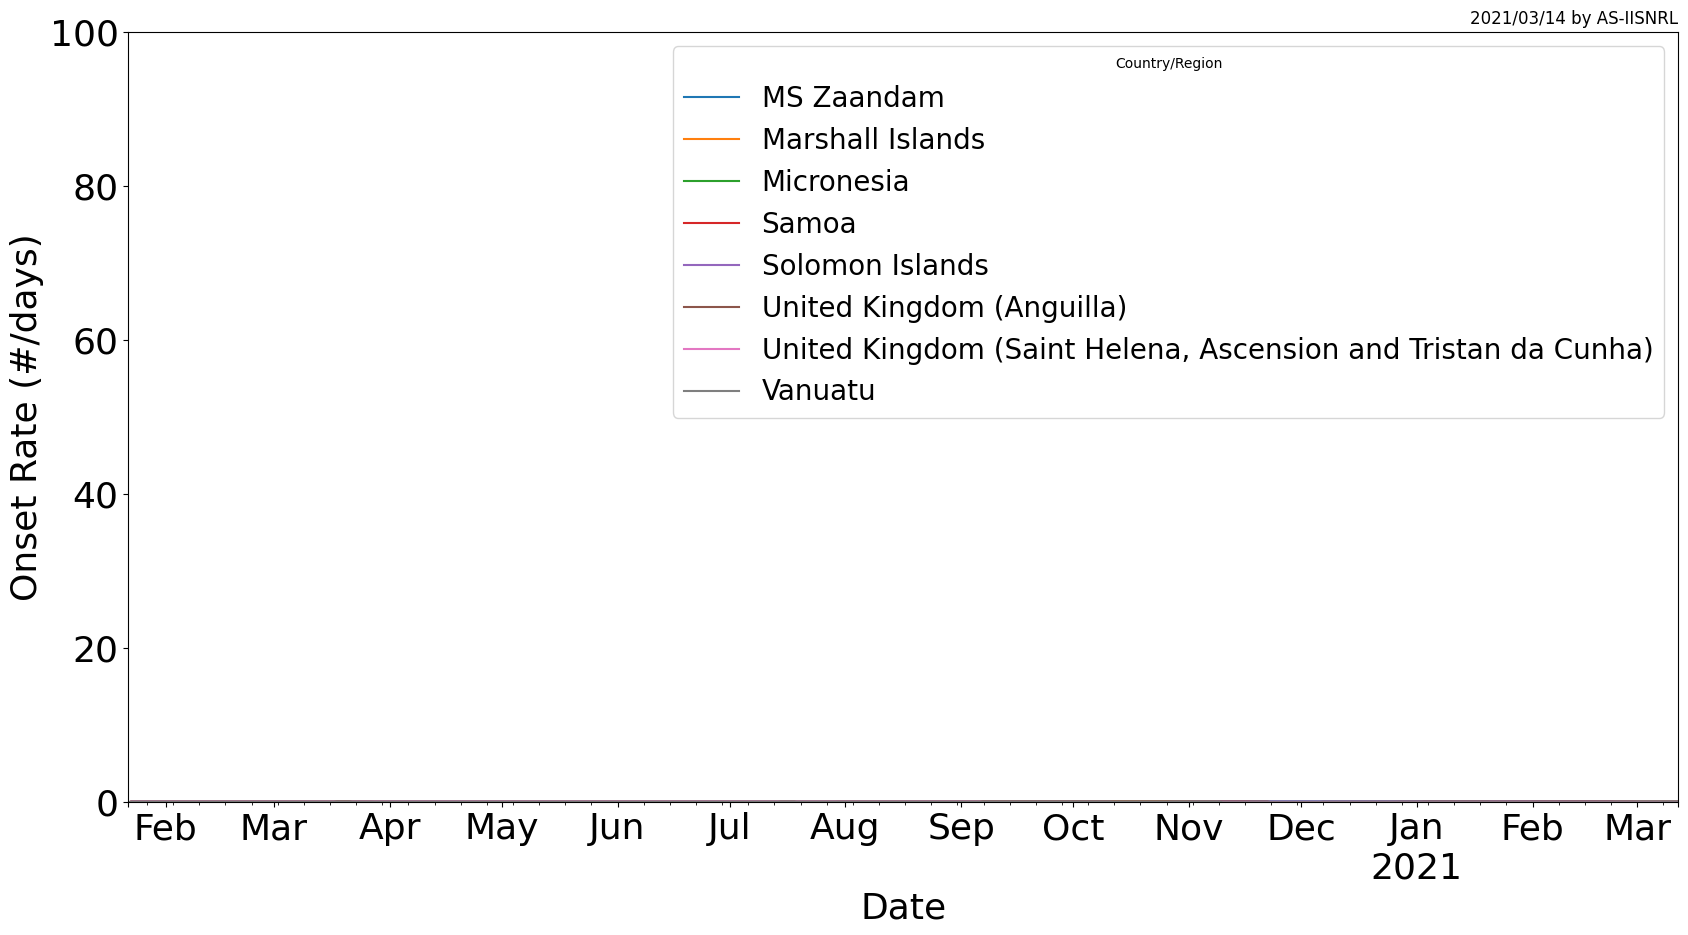 2021/03/14 by AS-IISNRL
100
80
60
40
20
0
Onset Rate (#/days)
Country/Region
MS Zaandam
Marshall Islands
Micronesia
Samoa
Solomon Islands
United Kingdom (Anguilla)
United Kingdom (Saint Helena, Ascension and Tristan da Cunha)
Vanuatu
Feb Mar Apr May Jun Jul Aug Sep Oct Nov Dec Jan Feb Mar
2021
Date